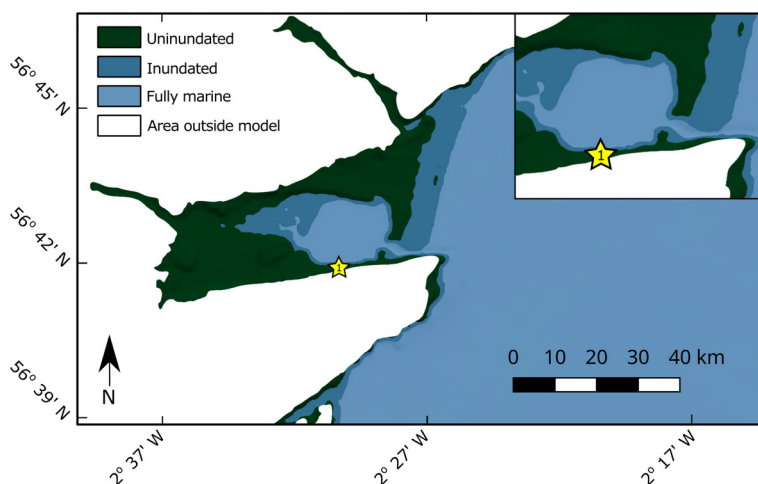 Uninundated
Inundated
Fully marine
Area outside model
1
56° 45' N
56° 42' N
1
0 10 20 30 40 km
N
56° 39' N
2° 37' W
2° 27' W
2° 17' W